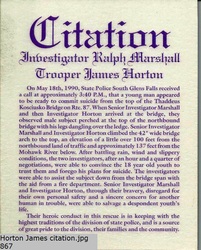 Citation
Investigator Ralph Marshall
Trooper James Horton
On May 18th, 1990, State Police South Glens Falls received
a call at approximately 3:40 P.M., that a young man appeared
to be ready to commit suicide from the top of the Thaddeus
Kosciusko Bridge on Rt. 87. When Senior Investigator Marshall
and then Investigator Horton arrived at the bridge, they
observed male subject perched at the top of the northbound
bridge with his legs dangling over the ledge. Senior Investigator
Marshall and Investigator Horton climbed the 42" wide bridge
arch to the top, an elevation of a little over 100 feet from the
northbound land of traffic and approximately 137 feet from the
Mohawk River below. After battling rain, wind and slippery
conditions, the two investigators, after an hour and a quarter of
negotiations, were able to convince the 18 year old youth to
trust them and forego his plans for suicide. The investigators
were able to assist the subject down from the bridge span with
the aid from a fire department. Senior Investigator Marshall
and Investigator Horton, through their bravery, disregard for
their own personal safety and a sincere concern for another
human in trouble, were able to salvage a despondent youth's
life.
Their heroic conduct in this rescue is in keeping with the
highest traditions of the division of state police, and is a source
of great pride to the division, their families and the community.
Horton James citation.jpg
867